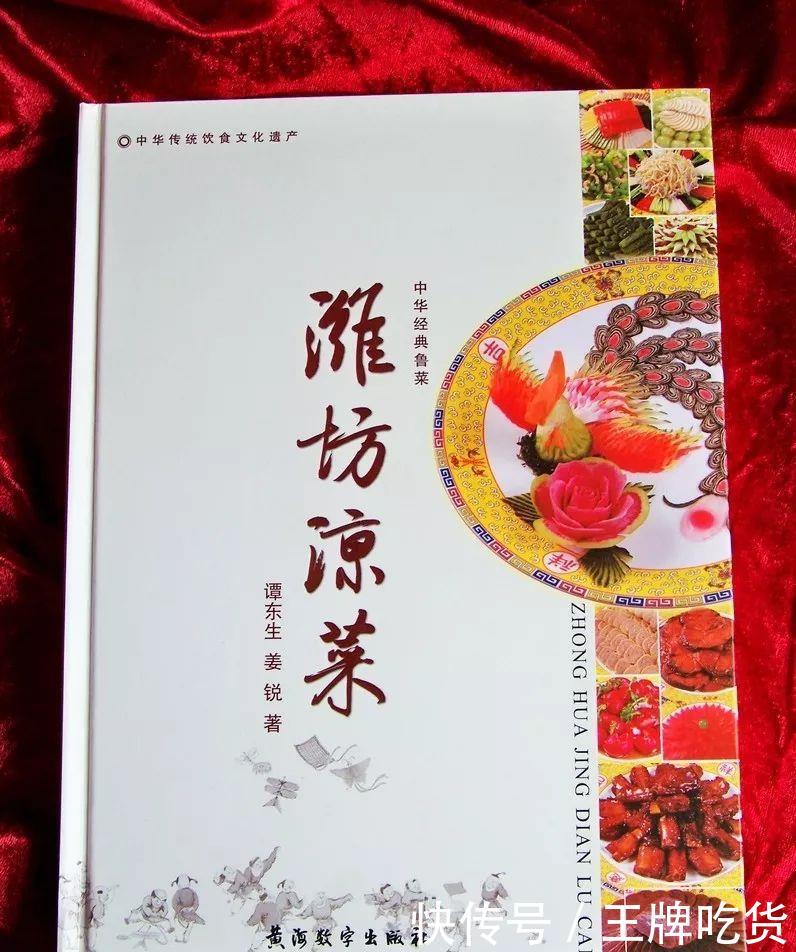 中华传统饮食文化遗产
中华经典鲁菜
潍坊凉菜
谭东生 姜锐 著
ZHONG HUA JING DIAN LU CAI
祥
黄海数字出版社
快传号 / 王牌吃货